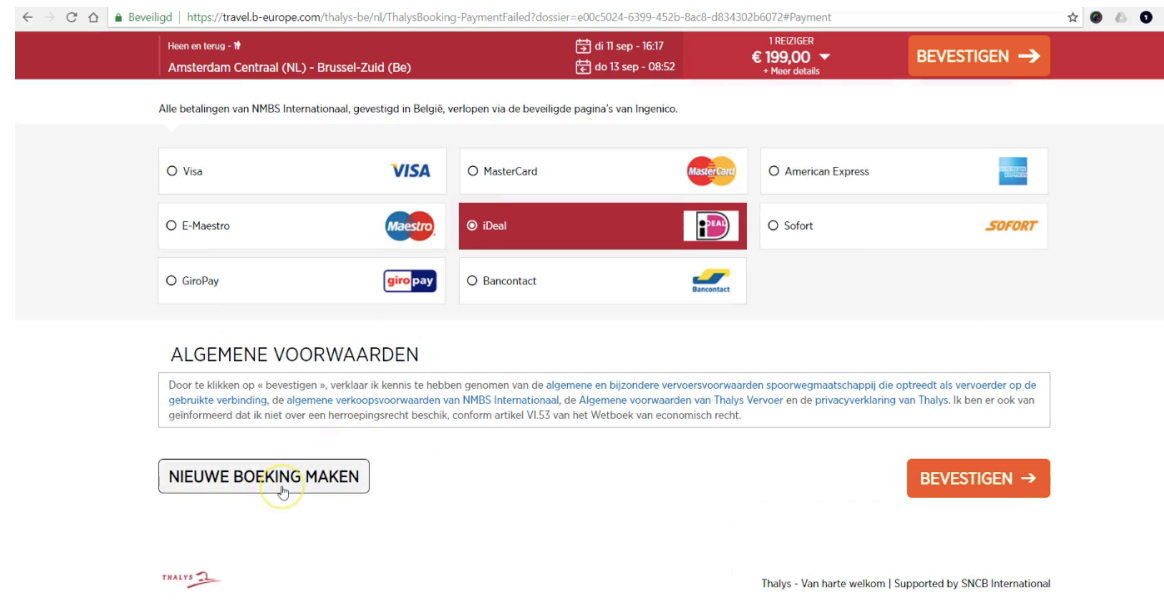 Beveiligd | https://travel.b-europe.com/thalys-be/nl/ThalysBooking-PaymentFailed?dossier=e00c5024-6399-452b-8ac8-d834302b6072#Payment
Heen en terug - 1
Amsterdam Centraal (NL) - Brussel-Zuid (Be)
di 11 sep - 16:17
do 13 sep - 08:52
1 REIZIGER
€ 199,00
+ Meer details
BEVESTIGEN →
Alle betalingen van NMBS Internationaal, gevestigd in België, verlopen via de beveiligde pagina's van Ingenico.
Visa VISA
MasterCard MasterCard
American Express
E-Maestro Maestro
iDeal iDEAL
Sofort SOFORT
GiroPay giropay
Bancontact Bancontact
ALGEMENE VOORWAARDEN
Door te klikken op « bevestigen », verklaar ik kennis te hebben genomen van de algemene en bijzondere vervoersvoorwaarden spoorwegmaatschappij die optreedt als vervoerder op de
gebruikte verbinding, de algemene verkoopsvoorwaarden van NMBS Internationaal, de Algemene voorwaarden van Thalys Vervoer en de privacyverklaring van Thalys. Ik ben er ook van
geïnformeerd dat ik niet over een herroepingsrecht beschik, conform artikel VI.53 van het Wetboek van economisch recht.
NIEUWE BOEKING MAKEN
BEVESTIGEN →
THALYS
Thalys - Van harte welkom | Supported by SNCB International